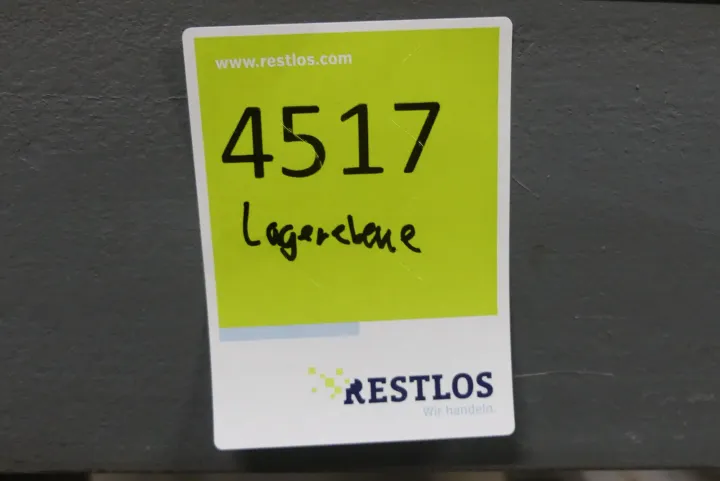 www.restlos.com
4517
Lagerebene
RESTLOS
Wir handeln.